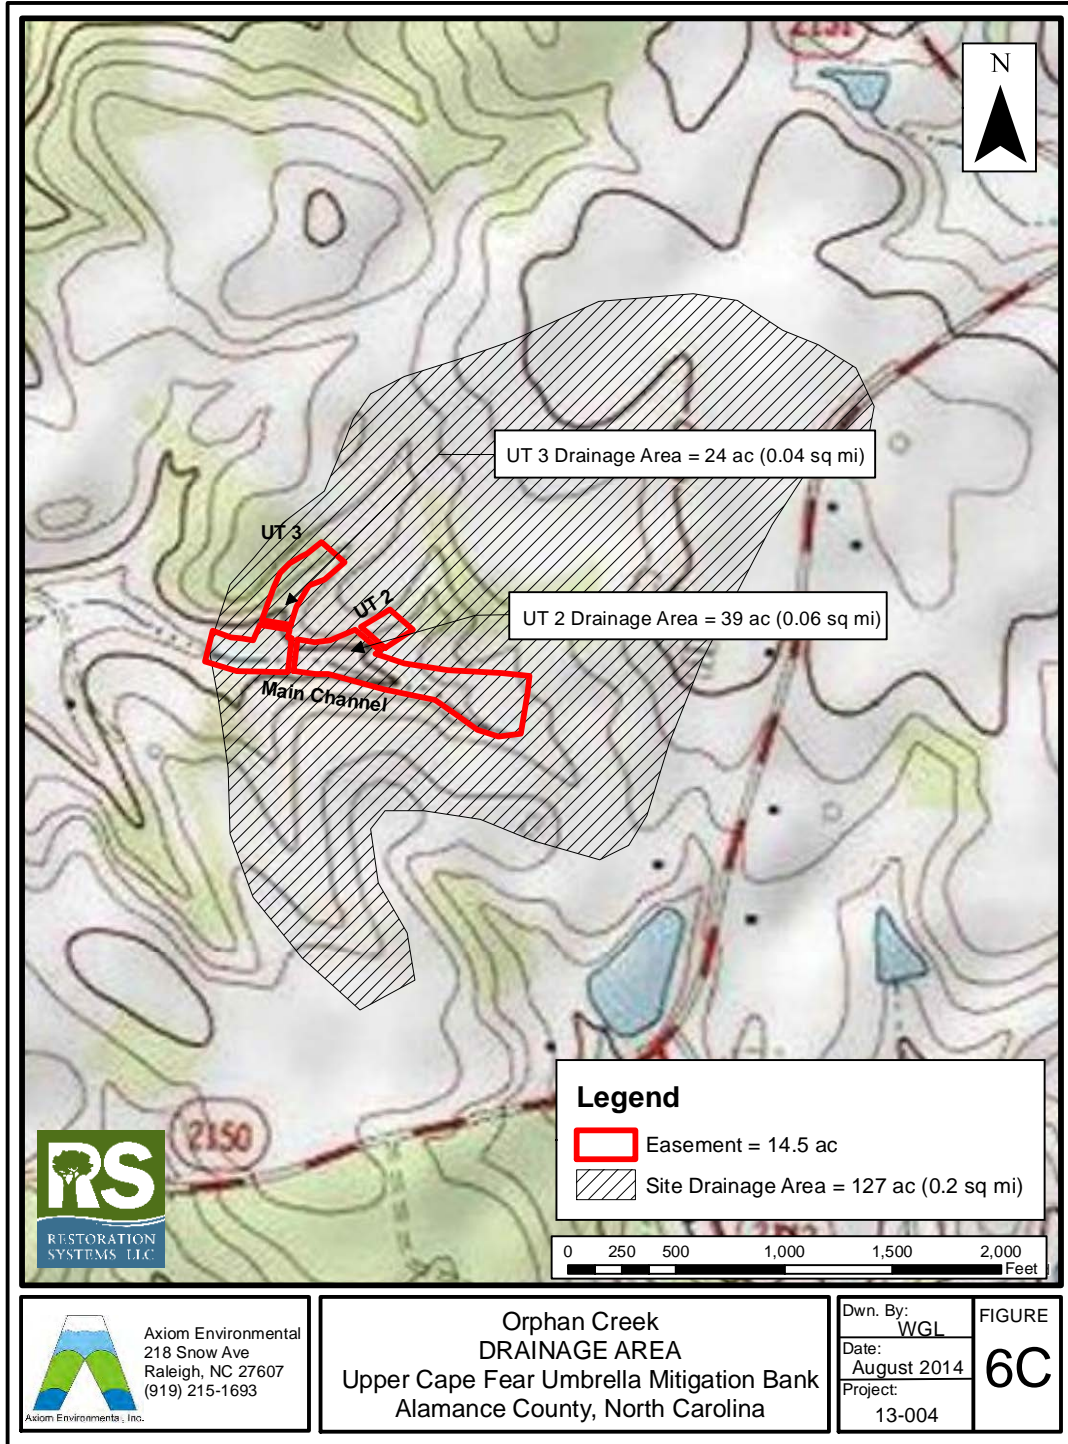 N
UT 3 Drainage Area = 24 ac (0.04 sq mi)
UT 3
UT 2
UT 2 Drainage Area = 39 ac (0.06 sq mi)
Main Channel
2150
Legend
Easement = 14.5 ac
Site Drainage Area = 127 ac (0.2 sq mi)
0 250 500 1,000 1,500 2,000
Feet
RS
RESTORATION
SYSTEMS LLC
Axiom Environmental, Inc.
Axiom Environmental
218 Snow Ave
Raleigh, NC 27607
(919) 215-1693
Orphan Creek
DRAINAGE AREA
Upper Cape Fear Umbrella Mitigation Bank
Alamance County, North Carolina
Dwn. By:
WGL
Date:
August 2014
Project:
13-004
FIGURE
6C